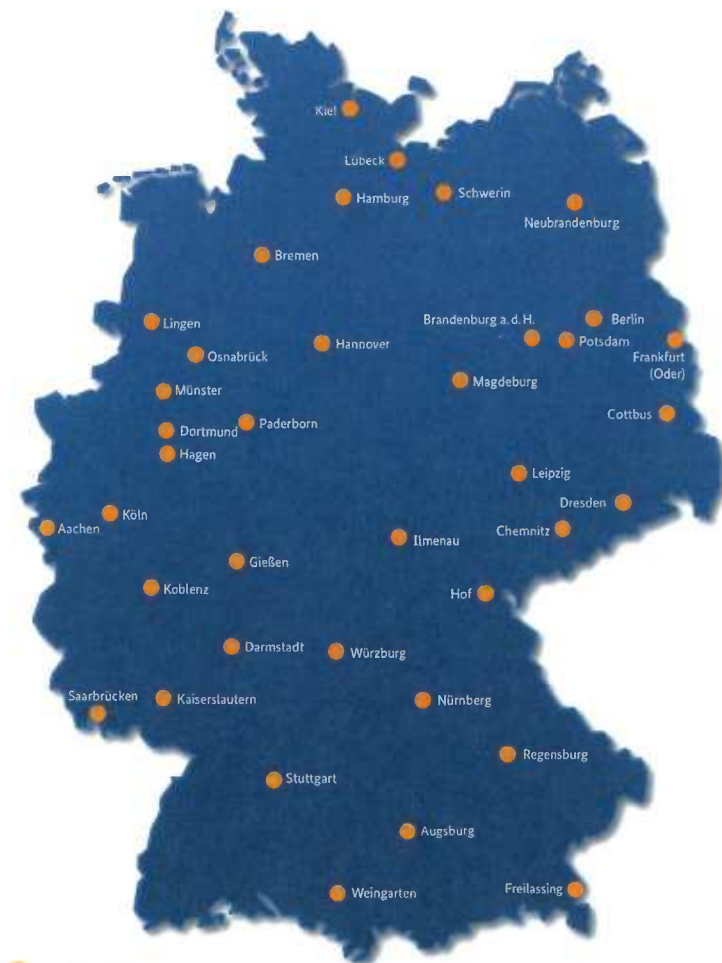 Kiel
Lübeck
Hamburg
Schwerin
Neubrandenburg
Bremen
Lingen
Brandenburg a. d. H.
Berlin
Osnabrück
Hannover
Potsdam
Frankfurt
(Oder)
Münster
Magdeburg
Cottbus
Dortmund
Paderborn
Hagen
Leipzig
Dresden
Köln
Aachen
Chemnitz
Ilmenau
Gießen
Koblenz
Hof
Darmstadt
Würzburg
Saarbrücken
Kaiserslautern
Nürnberg
Regensburg
Stuttgart
Augsburg
Weingarten
Freilassing